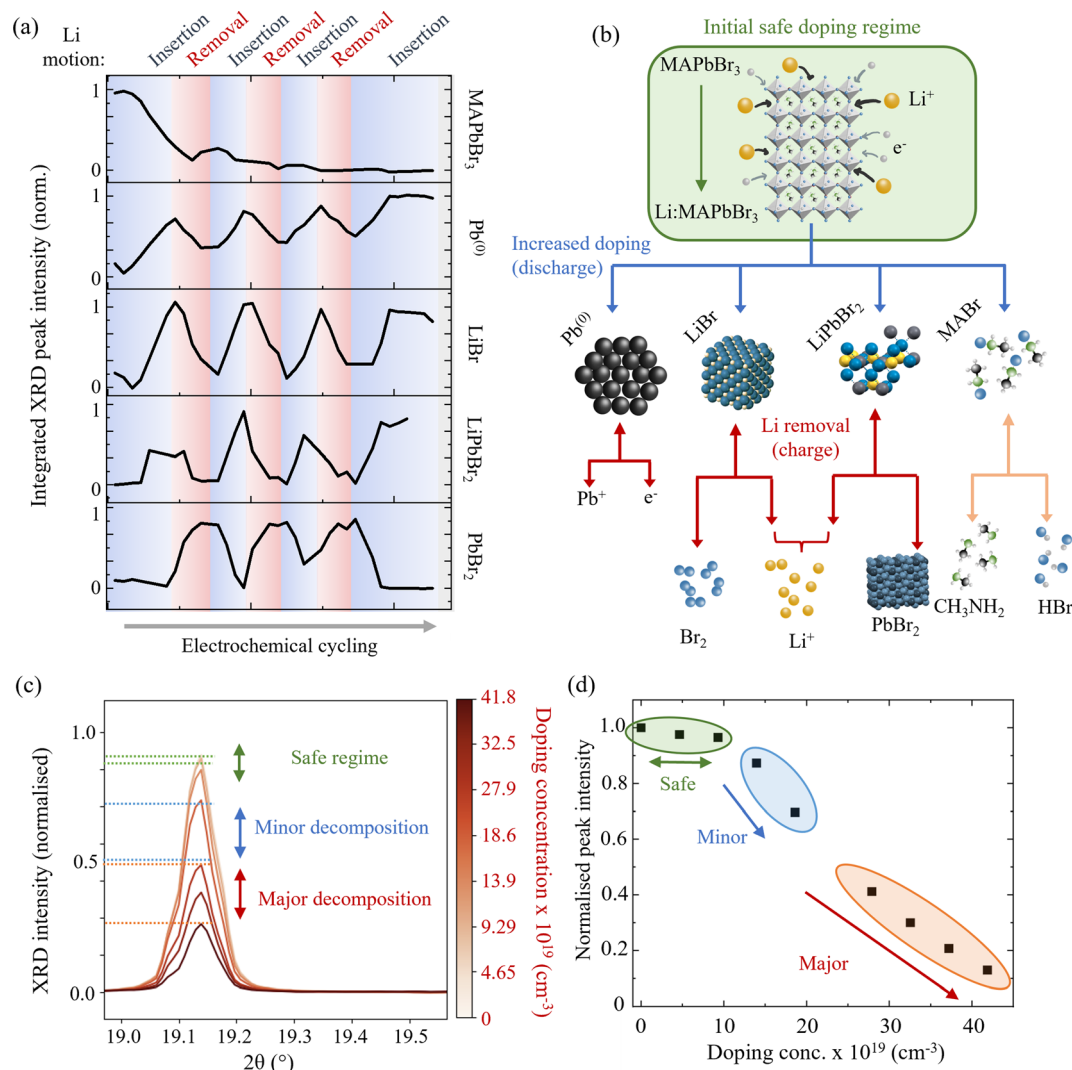 (a)
Li
motion:
Insertion
Removal
Insertion
Removal
Insertion
Removal
Insertion
Integrated XRD peak intensity (norm.)
1
0
MAPbBr₃
1
0
Pb⁽⁰⁾
1
0
LiBr
1
0
LiPbBr₂
1
0
PbBr₂
Electrochemical cycling
(b)
Initial safe doping regime
MAPbBr₃
Li⁺
e⁻
Li:MAPbBr₃
Increased doping
(discharge)
Pb⁽⁰⁾
LiBr
LiPbBr₂
MABr
Li removal
(charge)
Pb⁺
e⁻
Br₂
Li⁺
PbBr₂
CH₃NH₂
HBr
(c)
XRD intensity (normalised)
1.0
0.5
0.0
Safe regime
Minor decomposition
Major decomposition
19.0
19.1
19.2
19.3
19.4
19.5
2θ (°)
41.8
32.5
27.9
18.6
13.9
9.29
4.65
0
Doping concentration x 10¹⁹ (cm⁻³)
(d)
Normalised peak intensity
1.0
0.8
0.6
0.4
0.2
0
Safe
Minor
Major
0
10
20
30
40
Doping conc. x 10¹⁹ (cm⁻³)